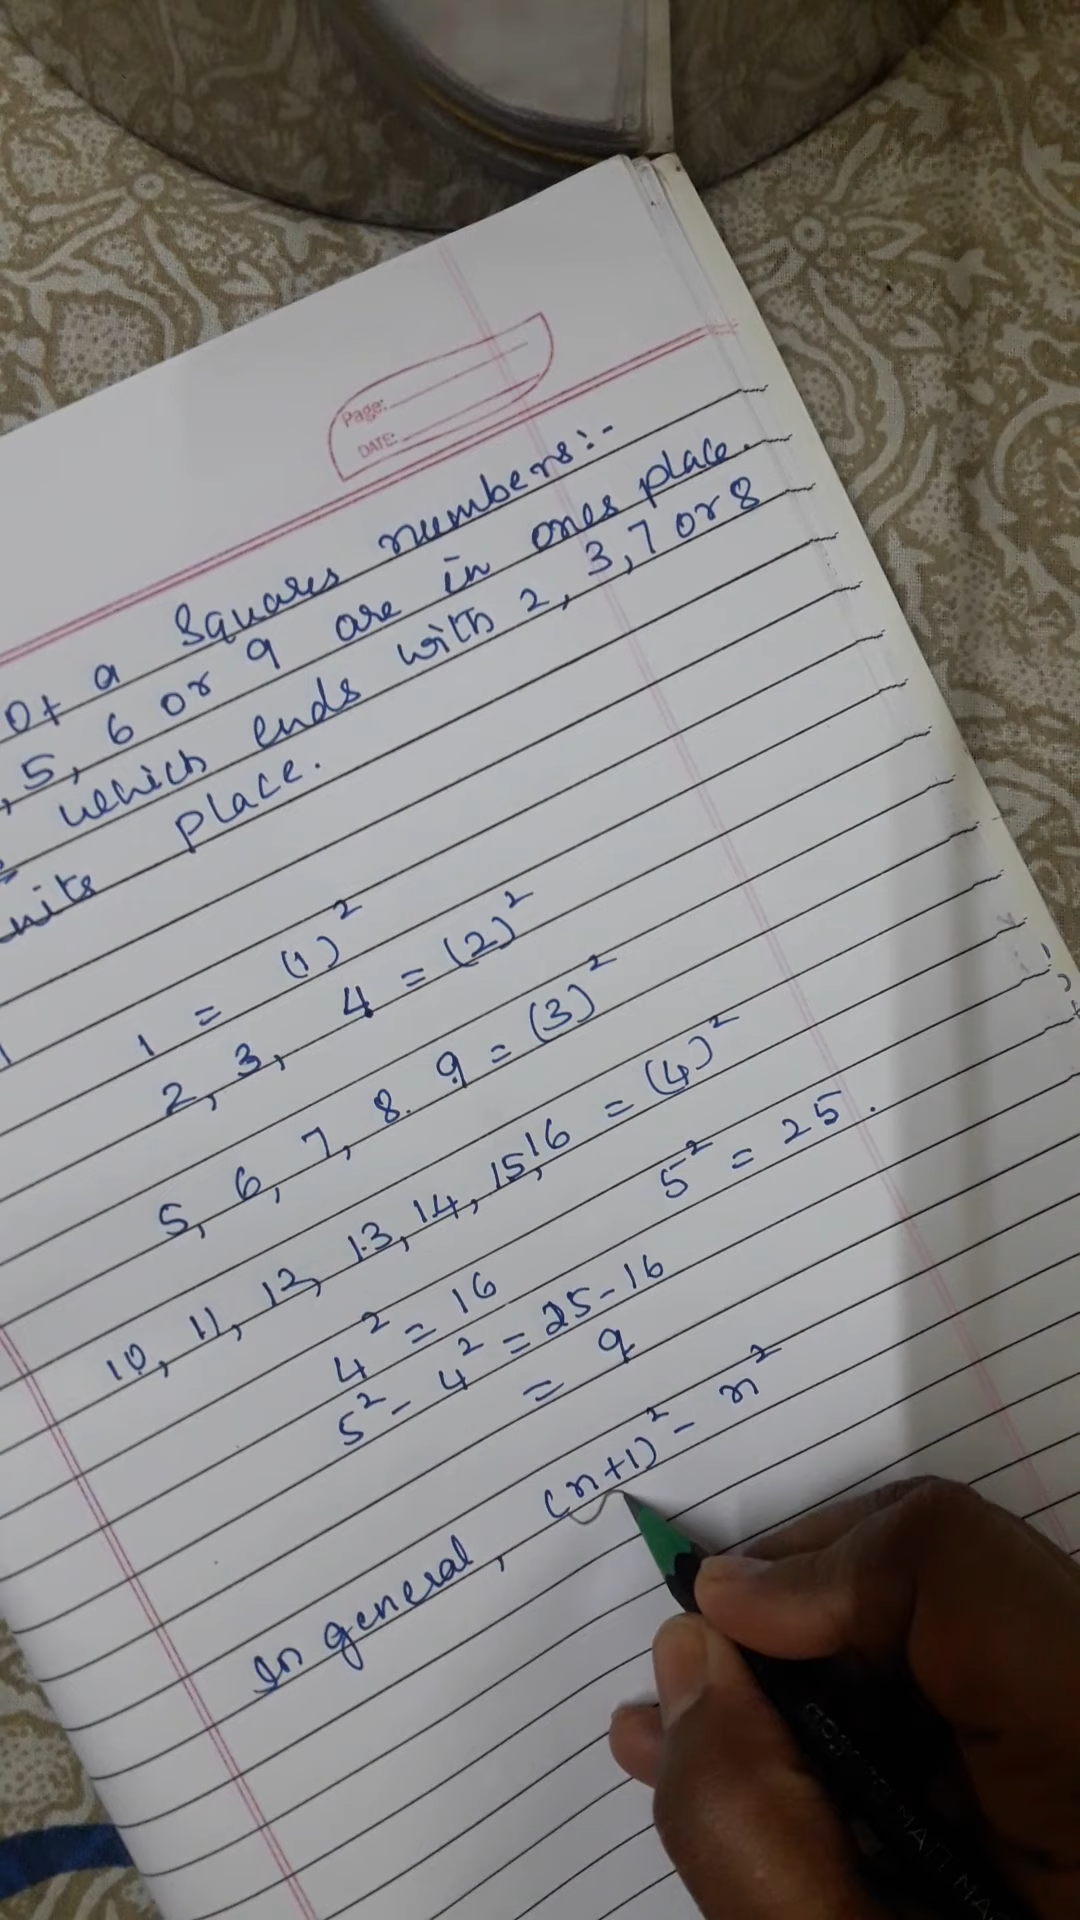 Page:
DATE:
Of a Squares numbers:-
, 5, 6 or 9 are in ones place.
which ends with 2, 3, 7 or 8
place.
1 = (1)²
2, 3, 4 = (2)²
5, 6, 7, 8. 9 = (3)²
10, 11, 12, 13, 14, 15, 16 = (4)²
4² = 16 5² = 25.
5² - 4² = 25 - 16
= 9
In general, (n+1)² - n²